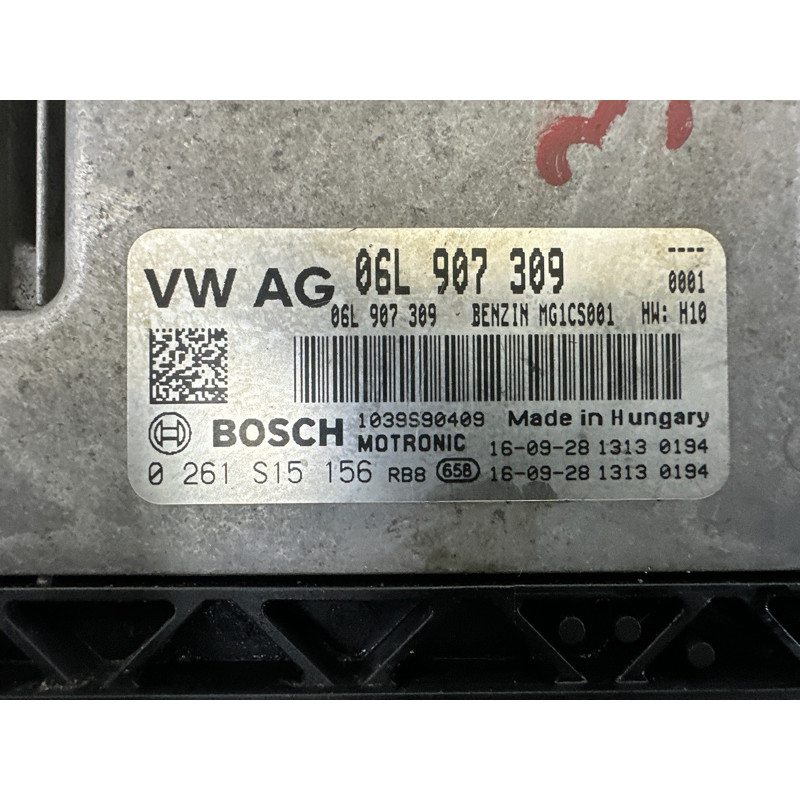 VW AG 06L 907 309 ----
0001
06L 907 309 BENZIN MG1CS001 HW: H10
BOSCH 1039S90409 Made in Hungary
MOTRONIC 16-09-28 1313 0194
0 261 S15 156 RB8 658 16-09-28 1313 0194